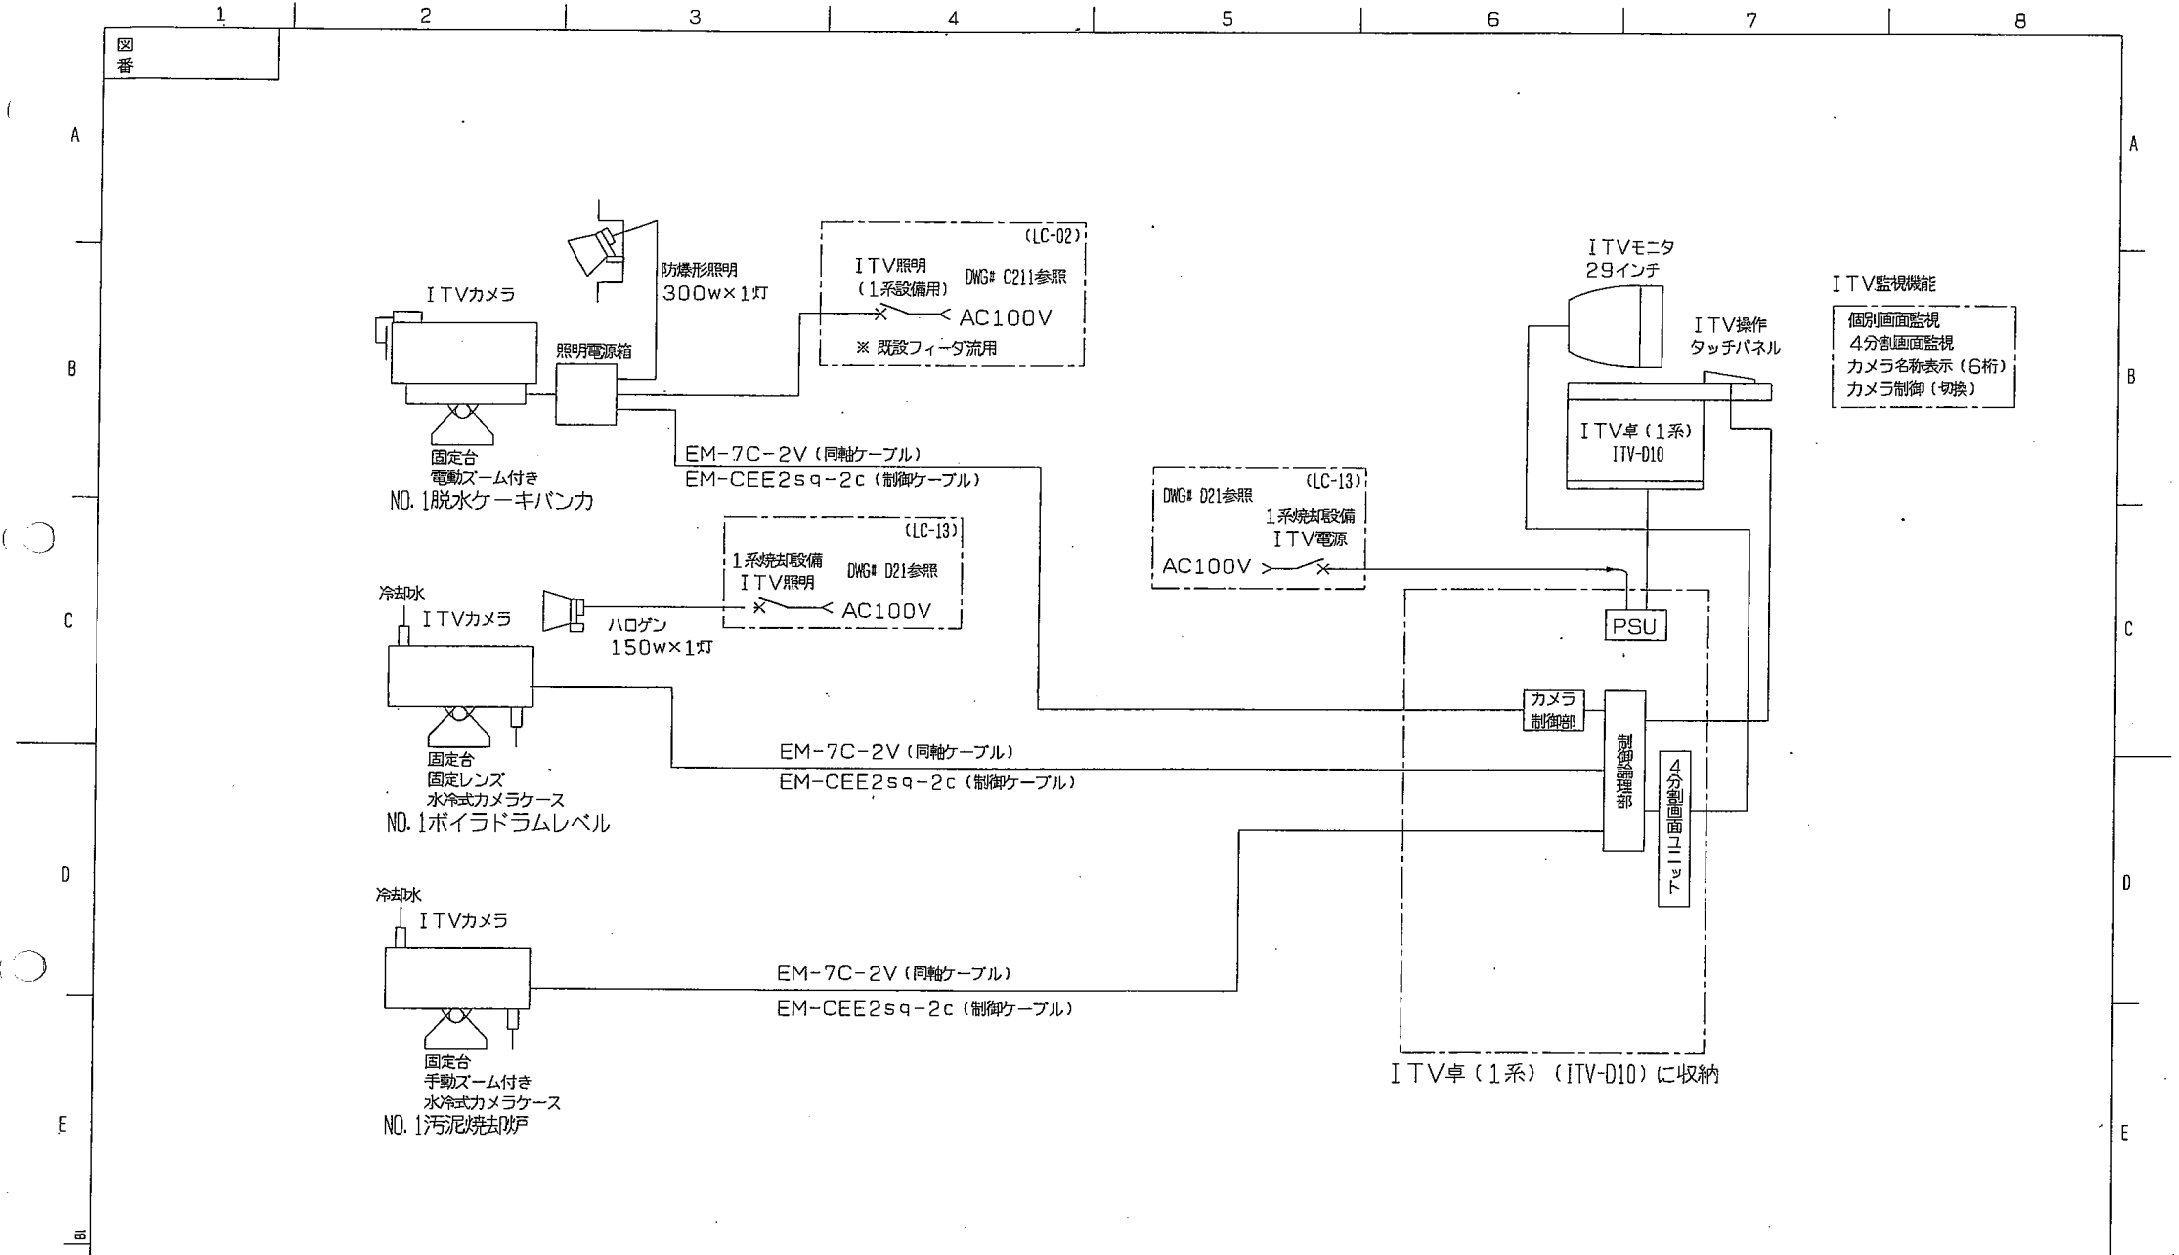 1 2 3 4 5 6 7 8
図
番
A
A
B
B
C
C
D
D
E
E
ITVカメラ
固定台
電動ズーム付き
NO.1脱水ケーキバンカ
防爆形照明
300w×1灯
照明電源箱
(LC-02)
ITV照明
(1系設備用)
DWG# C211参照
AC100V
※ 既設フィーダ流用
EM-7C-2V(同軸ケーブル)
EM-CEE2sq-2c(制御ケーブル)
冷却水
ITVカメラ
固定台
固定レンズ
水冷式カメラケース
NO.1ボイラドラムレベル
ハロゲン
150w×1灯
(LC-13)
1系焼却設備
ITV照明
DWG# D21参照
AC100V
EM-7C-2V(同軸ケーブル)
EM-CEE2sq-2c(制御ケーブル)
冷却水
ITVカメラ
固定台
手動ズーム付き
水冷式カメラケース
NO.1汚泥焼却炉
EM-7C-2V(同軸ケーブル)
EM-CEE2sq-2c(制御ケーブル)
(LC-13)
DWG# D21参照
1系焼却設備
ITV電源
AC100V
ITVモニタ
29インチ
ITV操作
タッチパネル
ITV卓(1系)
ITV-D10
PSU
カメラ
制御部
制御論理部
4分割画面ユニット
ITV卓(1系)(ITV-D10)に収納
ITV監視機能
個別画面監視
4分割画面監視
カメラ名称表示(6桁)
カメラ制御(切換)